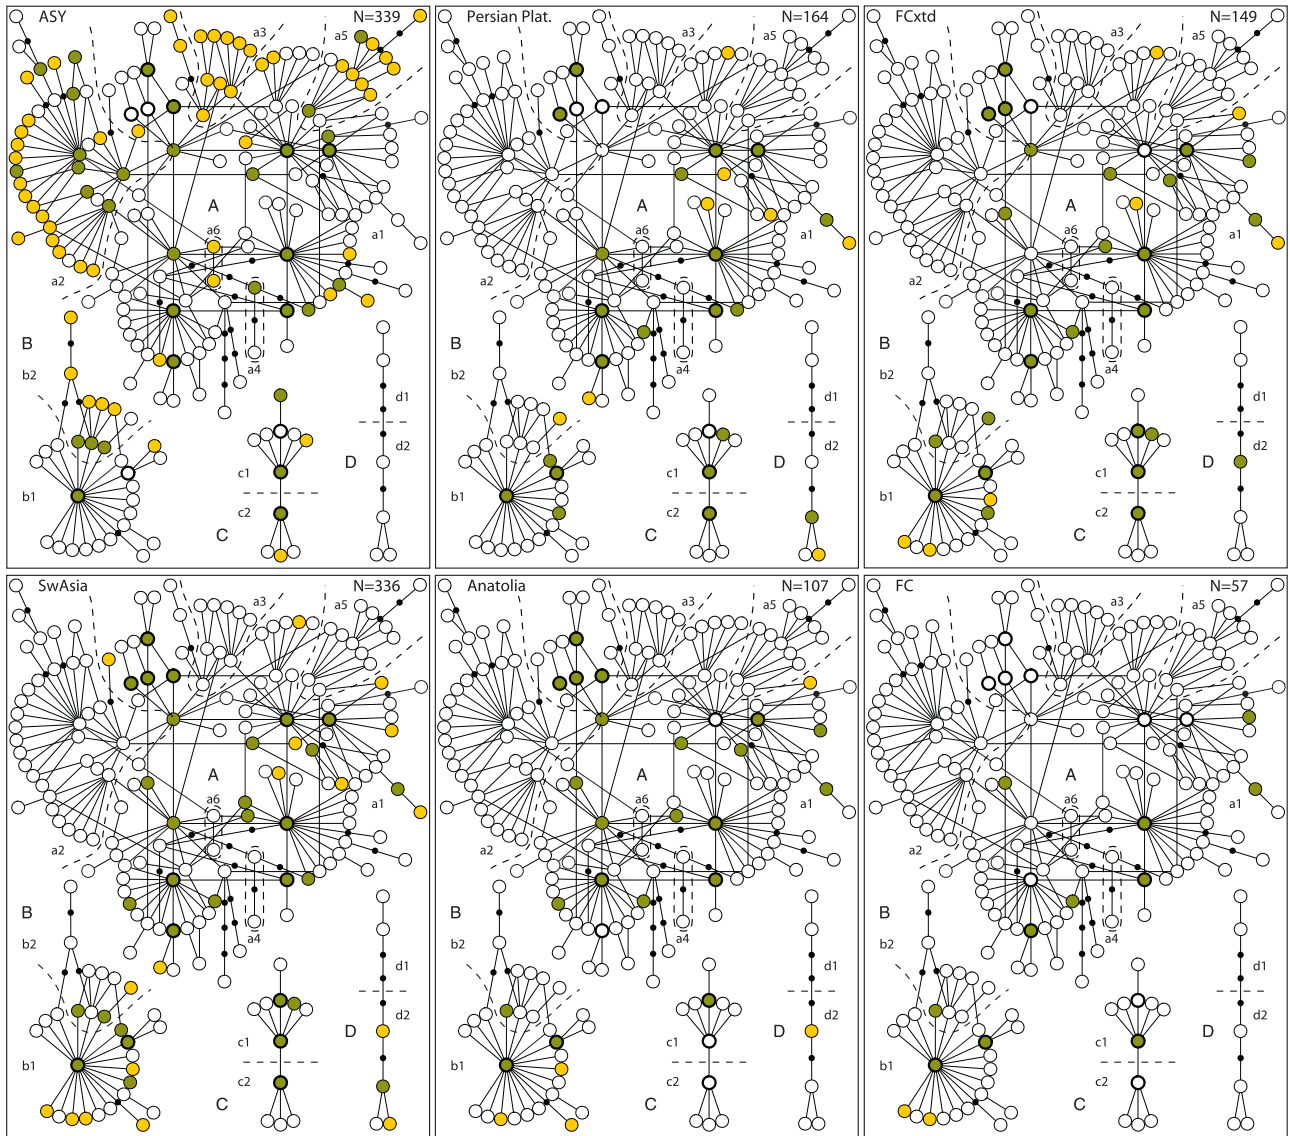 ASY N=339
a3
a5
A
a6
a1
a2
a4
B
b2
b1
c1
c2
C
D
d1
d2
Persian Plat. N=164
a3
a5
A
a6
a1
a2
a4
B
b2
b1
c1
c2
C
D
d1
d2
FCxtd N=149
a3
a5
A
a6
a1
a2
a4
B
b2
b1
c1
c2
C
D
d1
d2
SwAsia N=336
a3
a5
A
a6
a1
a2
a4
B
b2
b1
c1
c2
C
D
d1
d2
Anatolia N=107
a3
a5
A
a6
a1
a2
a4
B
b2
b1
c1
c2
C
D
d1
d2
FC N=57
a3
a5
A
a6
a1
a2
a4
B
b2
b1
c1
c2
C
D
d1
d2